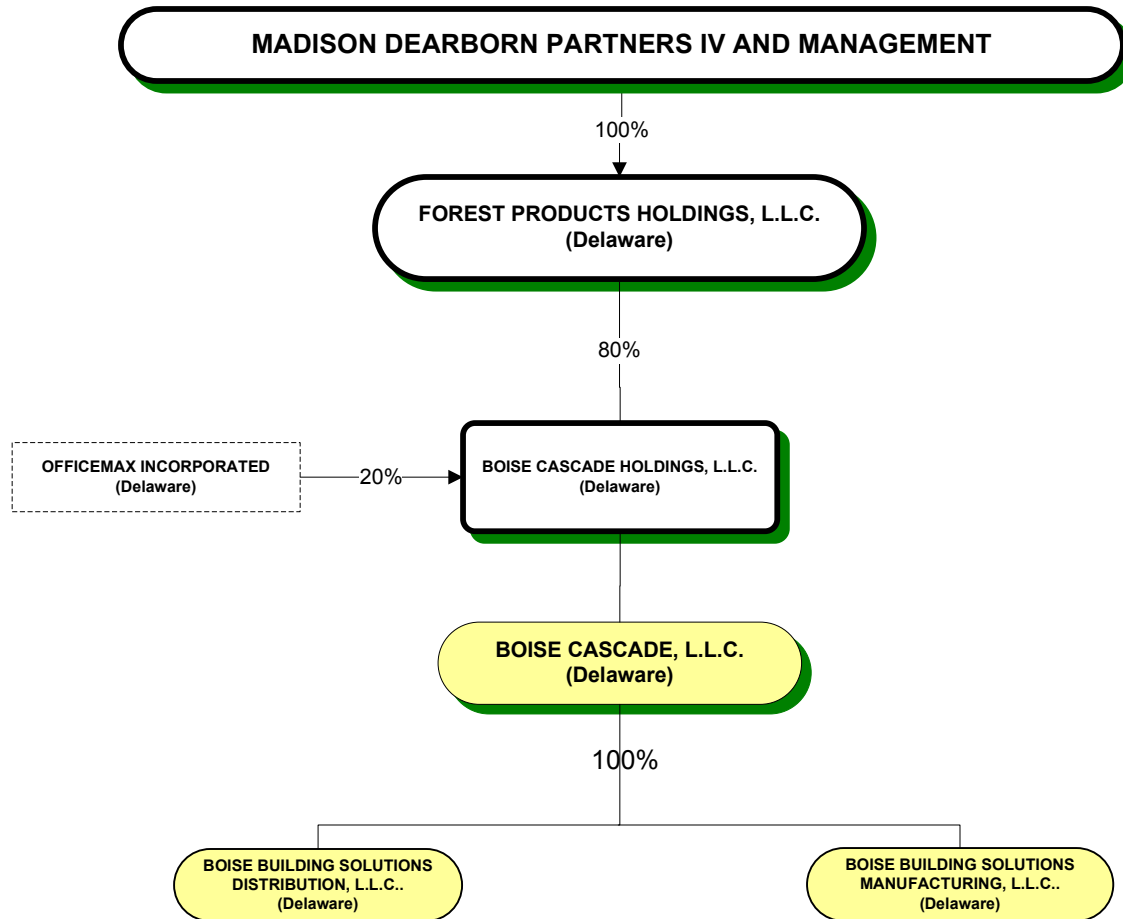 MADISON DEARBORN PARTNERS IV AND MANAGEMENT
100%
FOREST PRODUCTS HOLDINGS, L.L.C.
(Delaware)
80%
OFFICEMAX INCORPORATED
(Delaware)
20%
BOISE CASCADE HOLDINGS, L.L.C.
(Delaware)
BOISE CASCADE, L.L.C.
(Delaware)
100%
BOISE BUILDING SOLUTIONS
DISTRIBUTION, L.L.C..
(Delaware)
BOISE BUILDING SOLUTIONS
MANUFACTURING, L.L.C..
(Delaware)